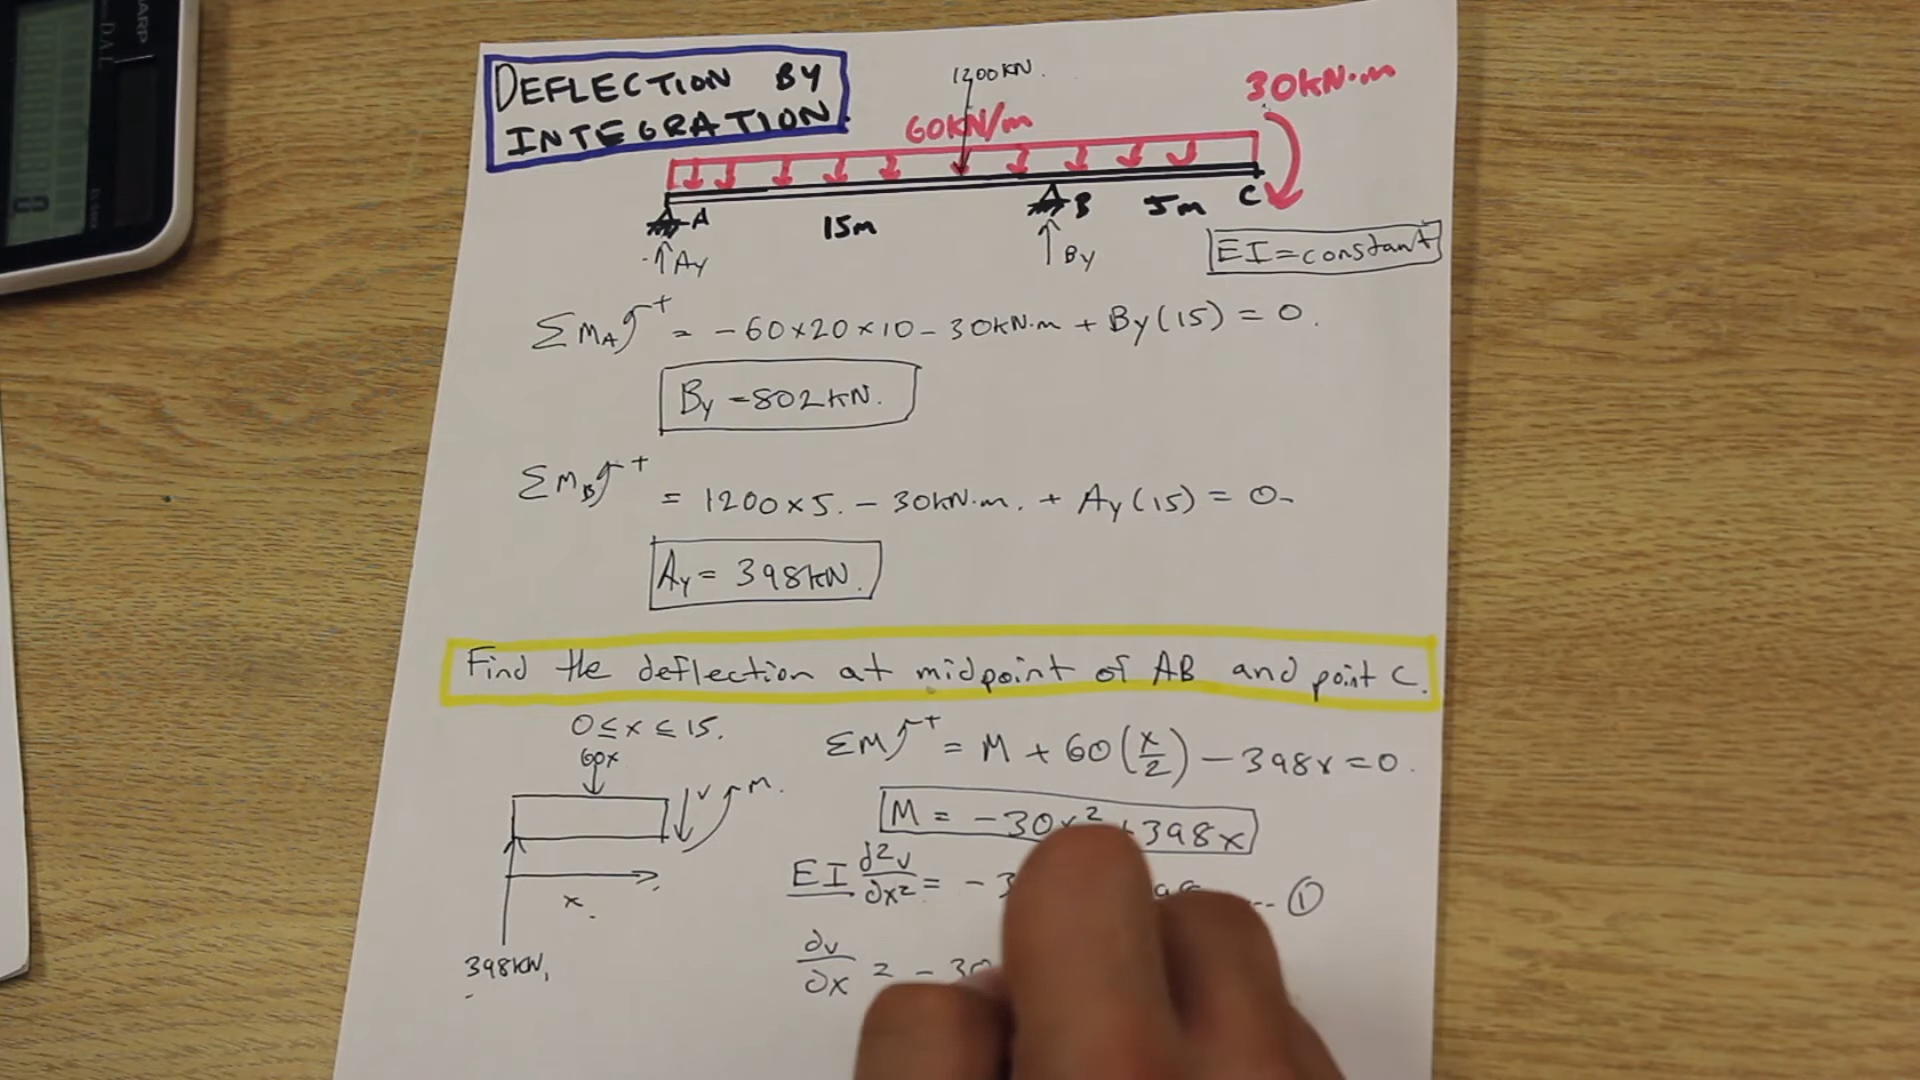 DEFLECTION BY
INTEGRATION.
1200KN.
60KN/m
30KN·m
A
15m
B
5m
C
Ay
By
EI=constant
ΣMA + = -60×20×10-30KN·m + By(15) = 0.
By =802KN.
ΣMB + = 1200×5.-30KN·m. + Ay(15) = 0-
Ay= 398KN.
Find the deflection at midpoint of AB and point C.
0≤x≤15.
60x
V
M.
x.
398KN,
ΣM + = M + 60(x/2) - 398x=0.
M = -30x²+398x
EI d²v/dx² = -3 ①
dv/dx = -30